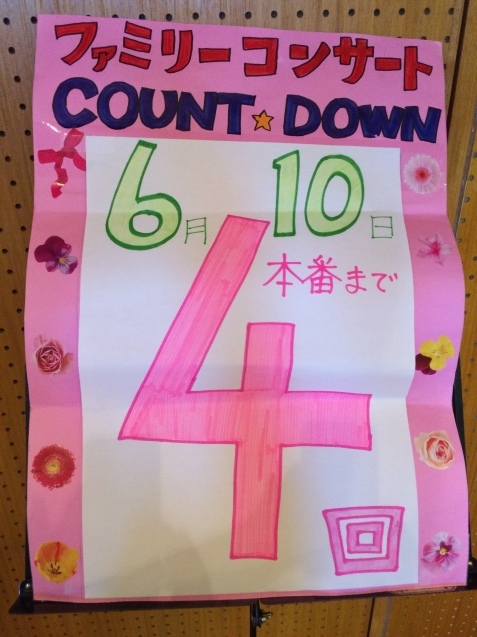 ファミリーコンサート
COUNT☆DOWN
6月10日
本番まで
4回